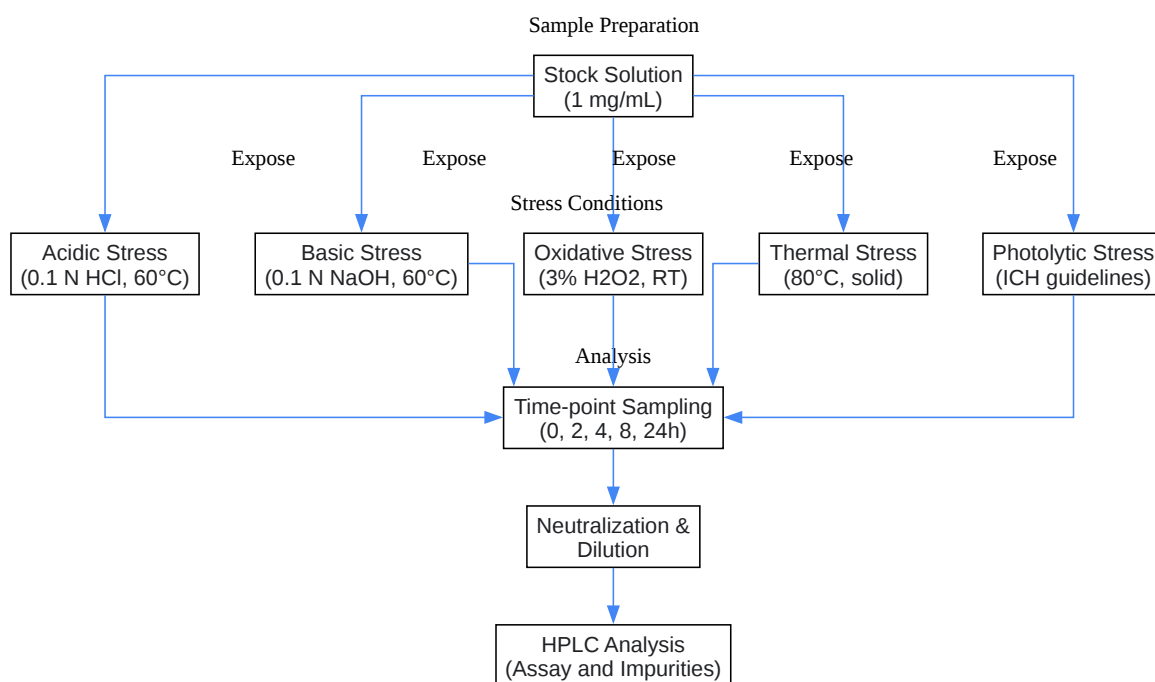 Sample Preparation
Stock Solution
(1 mg/mL)
Expose
Expose
Expose
Expose
Expose
Stress Conditions
Acidic Stress
(0.1 N HCl, 60°C)
Basic Stress
(0.1 N NaOH, 60°C)
Oxidative Stress
(3% H2O2, RT)
Thermal Stress
(80°C, solid)
Photolytic Stress
(ICH guidelines)
Analysis
Time-point Sampling
(0, 2, 4, 8, 24h)
Neutralization &
Dilution
HPLC Analysis
(Assay and Impurities)